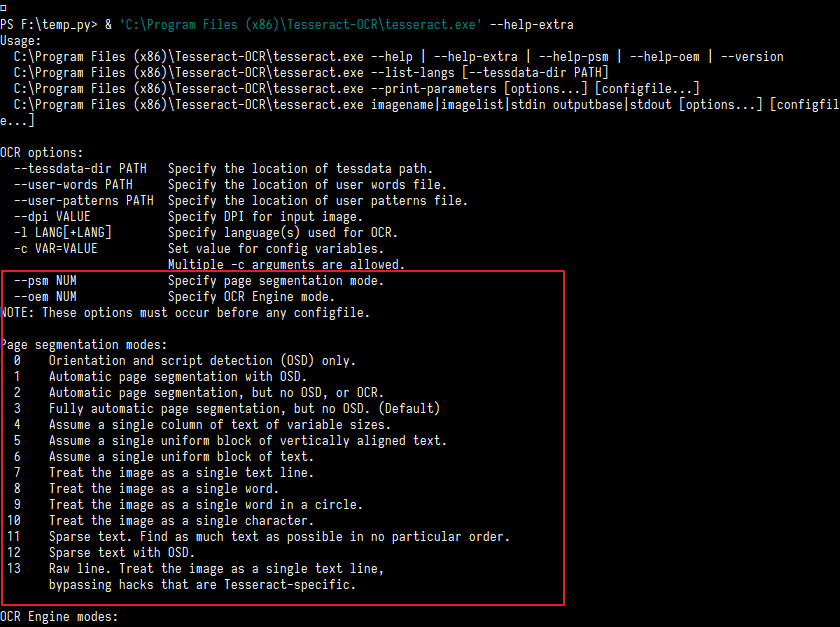 PS F:\temp_py> & 'C:\Program Files (x86)\Tesseract-OCR\tesseract.exe' --help-extra
Usage:
  C:\Program Files (x86)\Tesseract-OCR\tesseract.exe --help | --help-extra | --help-psm | --help-oem | --version
  C:\Program Files (x86)\Tesseract-OCR\tesseract.exe --list-langs [--tessdata-dir PATH]
  C:\Program Files (x86)\Tesseract-OCR\tesseract.exe --print-parameters [options...] [configfile...]
  C:\Program Files (x86)\Tesseract-OCR\tesseract.exe imagename|imagelist|stdin outputbase|stdout [options...] [configfil
e...]
OCR options:
  --tessdata-dir PATH   Specify the location of tessdata path.
  --user-words PATH     Specify the location of user words file.
  --user-patterns PATH  Specify the location of user patterns file.
  --dpi VALUE           Specify DPI for input image.
  -l LANG[+LANG]        Specify language(s) used for OCR.
  -c VAR=VALUE          Set value for config variables.
                        Multiple -c arguments are allowed.
  --psm NUM             Specify page segmentation mode.
  --oem NUM             Specify OCR Engine mode.
NOTE: These options must occur before any configfile.
Page segmentation modes:
  0    Orientation and script detection (OSD) only.
  1    Automatic page segmentation with OSD.
  2    Automatic page segmentation, but no OSD, or OCR.
  3    Fully automatic page segmentation, but no OSD. (Default)
  4    Assume a single column of text of variable sizes.
  5    Assume a single uniform block of vertically aligned text.
  6    Assume a single uniform block of text.
  7    Treat the image as a single text line.
  8    Treat the image as a single word.
  9    Treat the image as a single word in a circle.
 10    Treat the image as a single character.
 11    Sparse text. Find as much text as possible in no particular order.
 12    Sparse text with OSD.
 13    Raw line. Treat the image as a single text line,
       bypassing hacks that are Tesseract-specific.
OCR Engine modes: